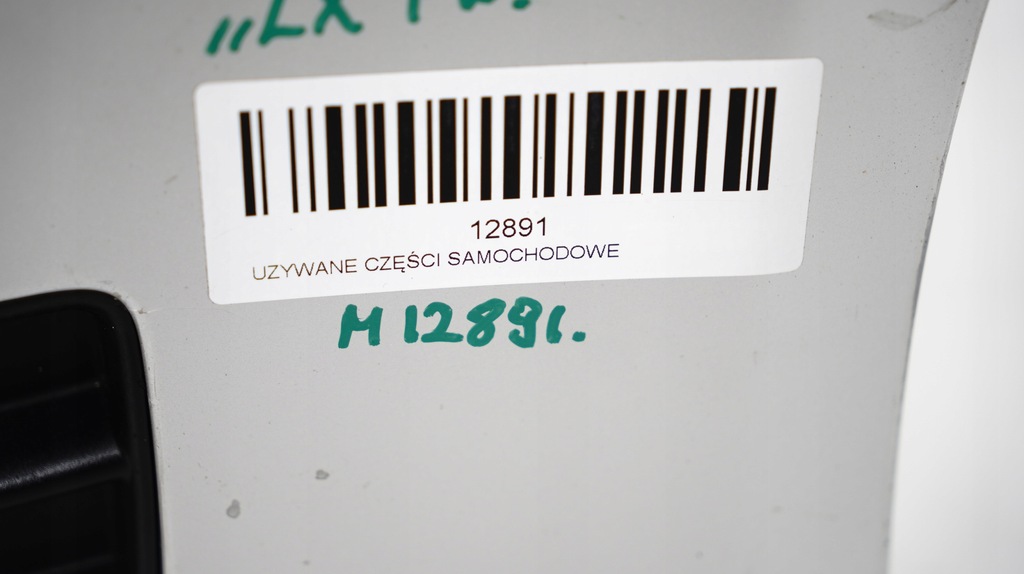 12891
UZYWANE CZĘŚCI SAMOCHODOWE
M 12891.